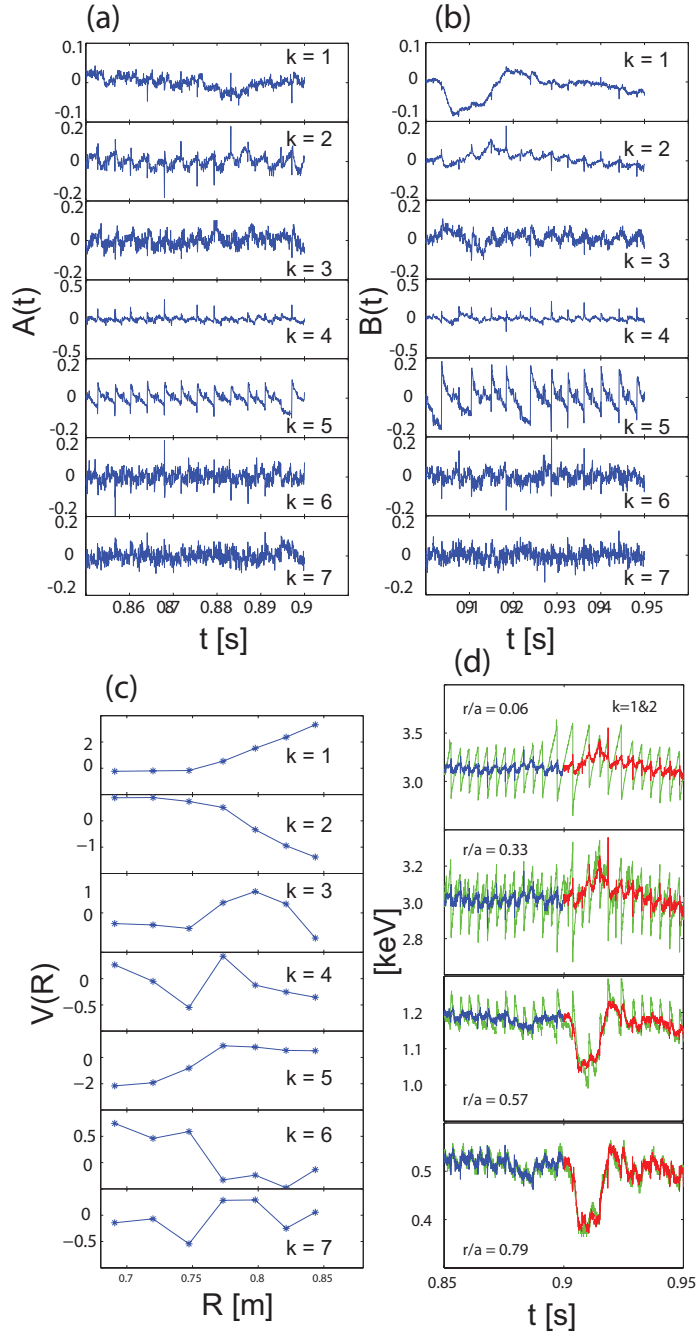 (a)
0.1
0
-0.1
k = 1
0.2
0
-0.2
k = 2
0.2
0
-0.2
k = 3
0.5
0
-0.5
k = 4
0.2
0
-0.2
k = 5
0.2
0
-0.2
k = 6
0.2
0
-0.2
k = 7
A(t)
0.86 0.87 0.88 0.89 0.9
t [s]
(b)
0.1
0
-0.1
k = 1
0.2
0
-0.2
k = 2
0.2
0
-0.2
k = 3
0.5
0
-0.5
k = 4
0.2
0
-0.2
k = 5
0.2
0
-0.2
k = 6
0.2
0
-0.2
k = 7
B(t)
091 092 0.93 094 0.95
t [s]
(c)
2
0
k = 1
0
−1
k = 2
1
0
k = 3
0
−0.5
k = 4
0
−2
k = 5
0.5
0
k = 6
0
−0.5
k = 7
V(R)
0.7 0.75 0.8 0.85
R [m]
(d)
r/a = 0.06
k=1&2
3.5
3.0
r/a = 0.33
3.2
3.0
2.8
[keV]
1.2
1.1
1.0
r/a = 0.57
0.5
0.4
r/a = 0.79
0.85 0.9 0.95
t [s]